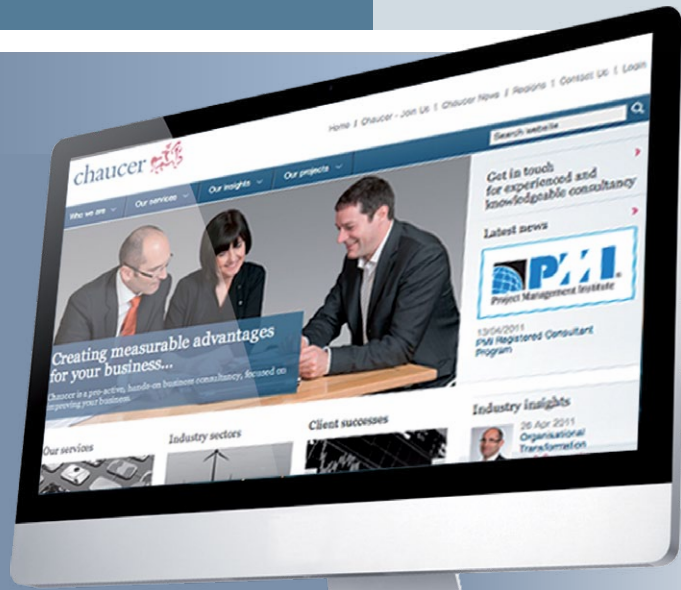 Home | Chaucer - Join Us | Chaucer News | Regions | Contact Us | Login
chaucer
Search website
Who we are
Our services
Our insights
Our projects
Creating measurable advantages
for your business...
Chaucer is a pro-active, hands-on business consultancy, focused on
improving your business.
Get in touch
for experienced and
knowledgeable consultancy
Latest news
PMI
Project Management Institute
13/04/2011
PMI Registered Consultant
Program
Our services
Industry sectors
Client successes
Industry insights
26 Apr 2011
Organisational
Transformation